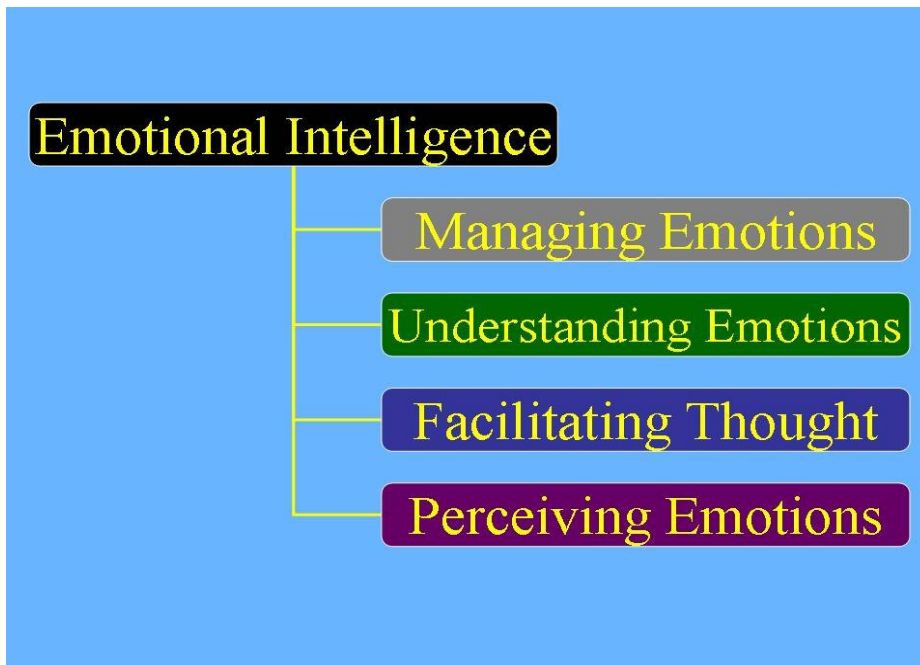 Emotional Intelligence
Managing Emotions
Understanding Emotions
Facilitating Thought
Perceiving Emotions